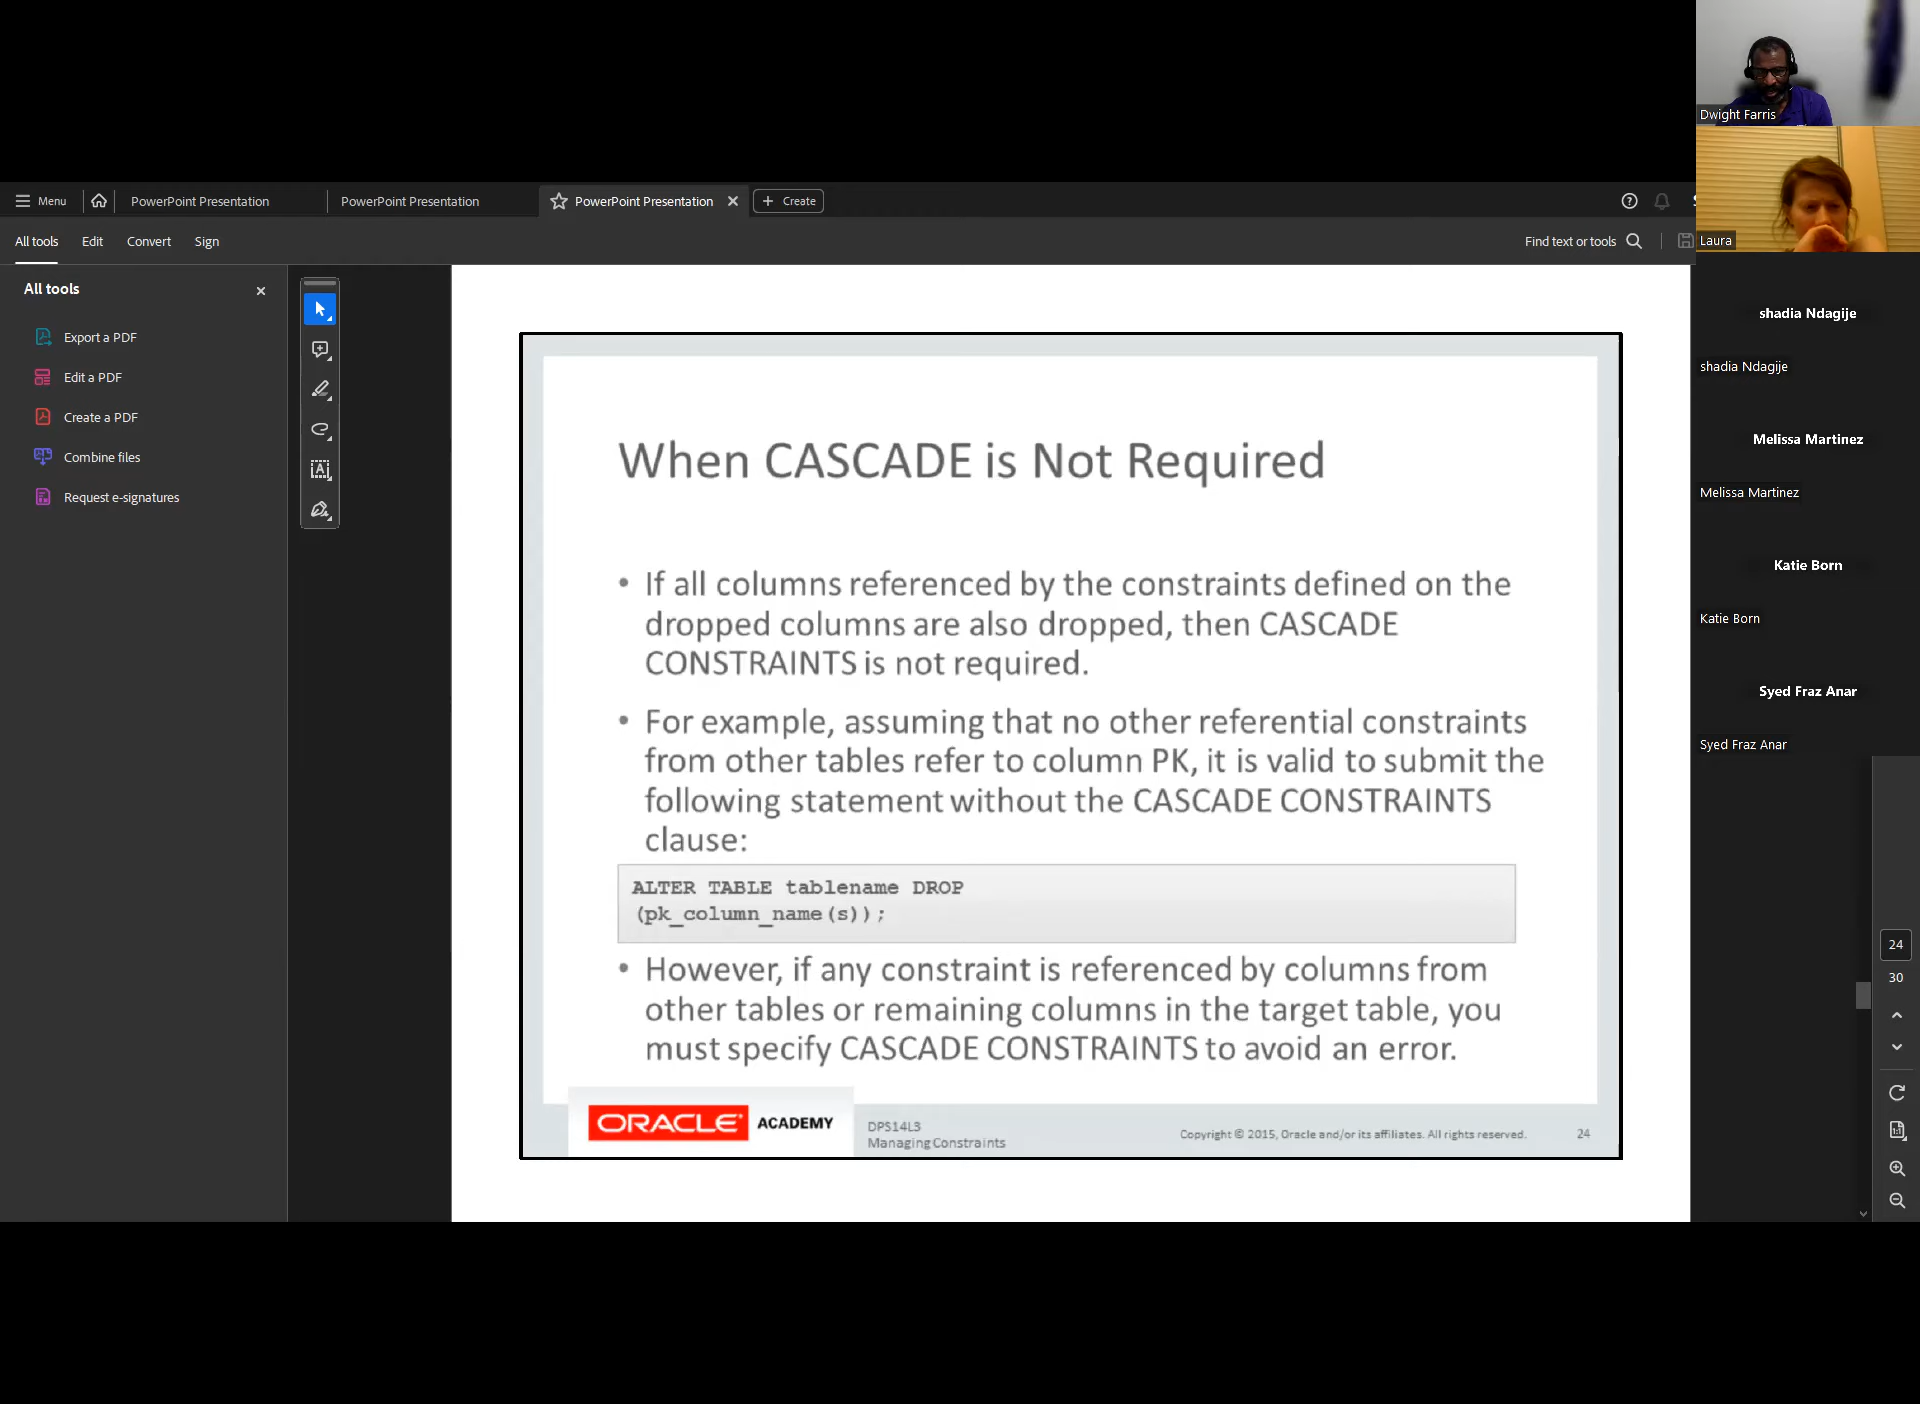 Dwight Farris
Menu
PowerPoint Presentation
PowerPoint Presentation
PowerPoint Presentation
Create
All tools
Edit
Convert
Sign
Find text or tools
Laura
All tools
Export a PDF
Edit a PDF
Create a PDF
Combine files
Request e-signatures
When CASCADE is Not Required
• If all columns referenced by the constraints defined on the
dropped columns are also dropped, then CASCADE
CONSTRAINTS is not required.
• For example, assuming that no other referential constraints
from other tables refer to column PK, it is valid to submit the
following statement without the CASCADE CONSTRAINTS
clause:
ALTER TABLE tablename DROP
(pk_column_name(s));
• However, if any constraint is referenced by columns from
other tables or remaining columns in the target table, you
must specify CASCADE CONSTRAINTS to avoid an error.
ORACLE ACADEMY
DPS14L3
Managing Constraints
Copyright © 2015, Oracle and/or its affiliates. All rights reserved.
24
shadia Ndagije
shadia Ndagije
Melissa Martinez
Melissa Martinez
Katie Born
Katie Born
Syed Fraz Anar
Syed Fraz Anar
24
30